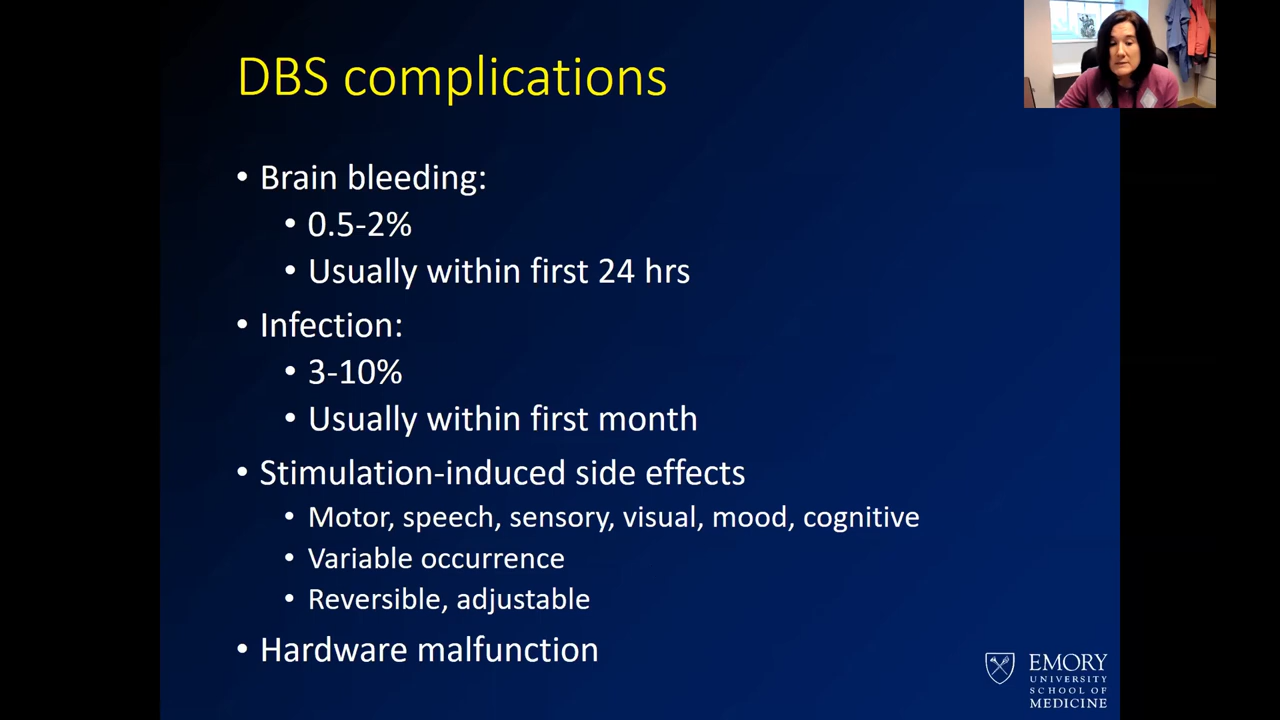 DBS complications
• Brain bleeding:
• 0.5-2%
• Usually within first 24 hrs
• Infection:
• 3-10%
• Usually within first month
• Stimulation-induced side effects
• Motor, speech, sensory, visual, mood, cognitive
• Variable occurrence
• Reversible, adjustable
• Hardware malfunction
EMORY
UNIVERSITY
SCHOOL OF
MEDICINE